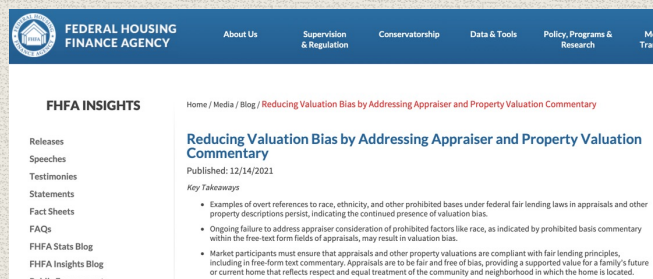 FEDERAL HOUSING
FINANCE AGENCY
About Us
Supervision
& Regulation
Conservatorship
Data & Tools
Policy, Programs &
Research
FHFA INSIGHTS
Releases
Speeches
Testimonies
Statements
Fact Sheets
FAQs
FHFA Stats Blog
FHFA Insights Blog
Home / Media / Blog / Reducing Valuation Bias by Addressing Appraiser and Property Valuation Commentary
Reducing Valuation Bias by Addressing Appraiser and Property Valuation
Commentary
Published: 12/14/2021
Key Takeaways
• Examples of overt references to race, ethnicity, and other prohibited bases under federal fair lending laws in appraisals and other
property descriptions persist, indicating the continued presence of valuation bias.
• Ongoing failure to address appraiser consideration of prohibited factors like race, as indicated by prohibited basis commentary
within the free-text form fields of appraisals, may result in valuation bias.
• Market participants must ensure that appraisals and other property valuations are compliant with fair lending principles,
including in free-form text commentary. Appraisals are to be fair and free of bias, providing a supported value for a family's future
or current home that reflects respect and equal treatment of the community and neighborhood in which the home is located.